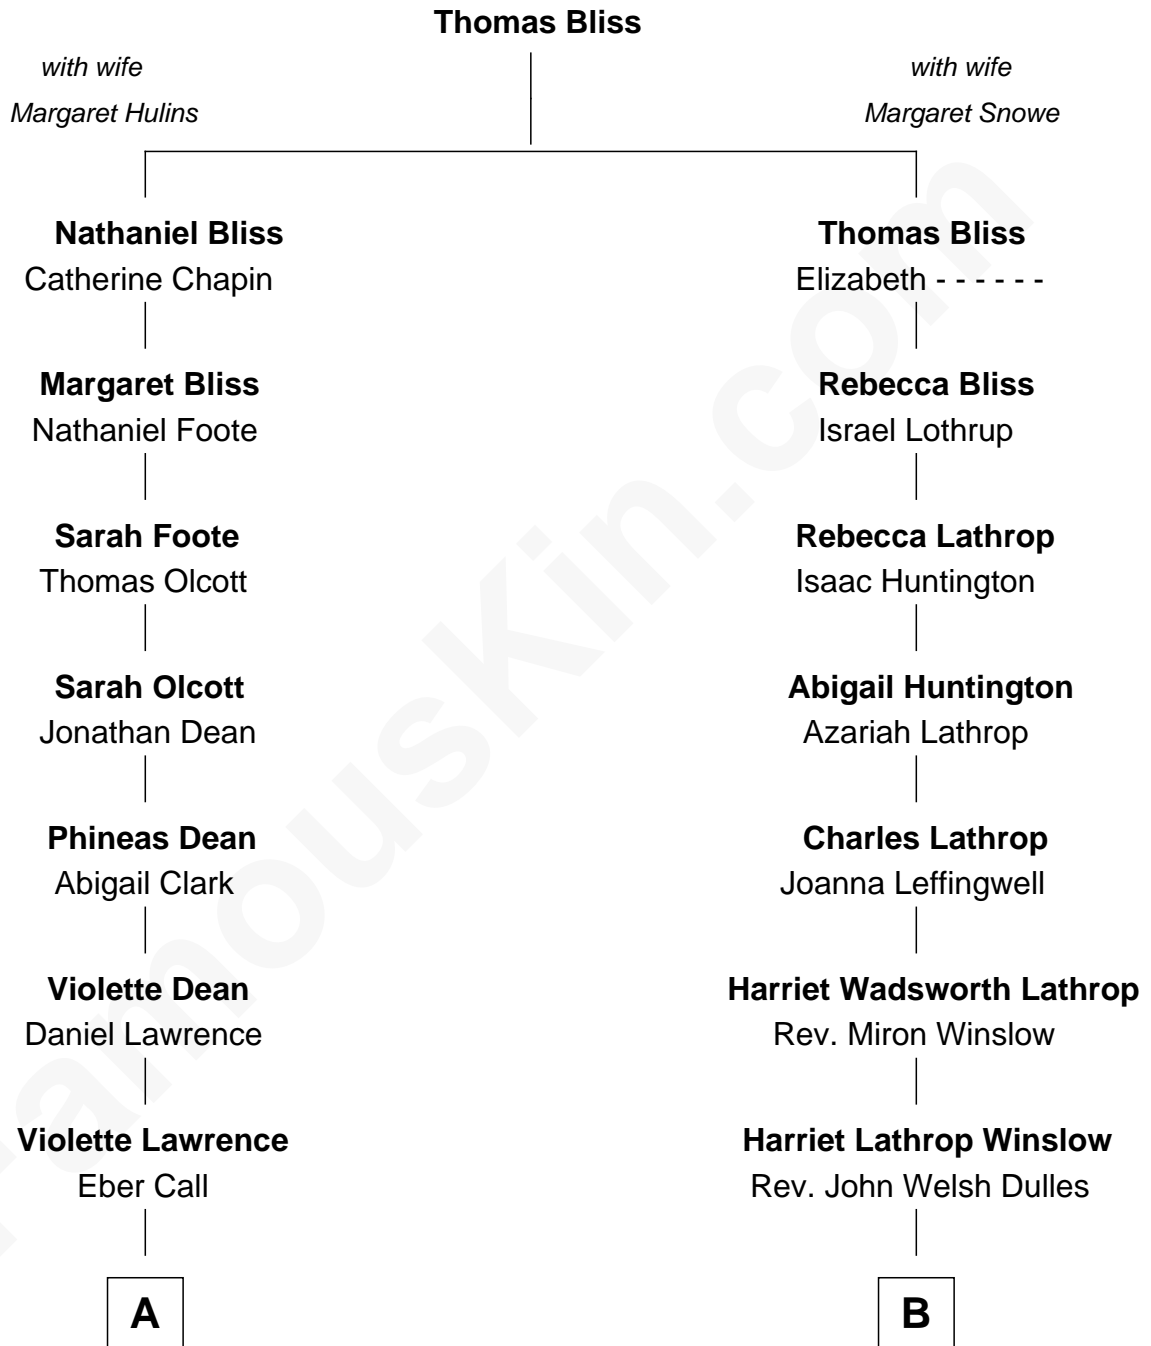 Thomas Bliss
with wife
Margaret Hulins
with wife
Margaret Snowe
Nathaniel Bliss
Catherine Chapin
Thomas Bliss
Elizabeth - - - - - -
Margaret Bliss
Nathaniel Foote
Rebecca Bliss
Israel Lothrup
Sarah Foote
Thomas Olcott
Rebecca Lathrop
Isaac Huntington
Sarah Olcott
Jonathan Dean
Abigail Huntington
Azariah Lathrop
Phineas Dean
Abigail Clark
Charles Lathrop
Joanna Leffingwell
Violette Dean
Daniel Lawrence
Harriet Wadsworth Lathrop
Rev. Miron Winslow
Violette Lawrence
Eber Call
Harriet Lathrop Winslow
Rev. John Welsh Dulles
A
B
FamousKin.com